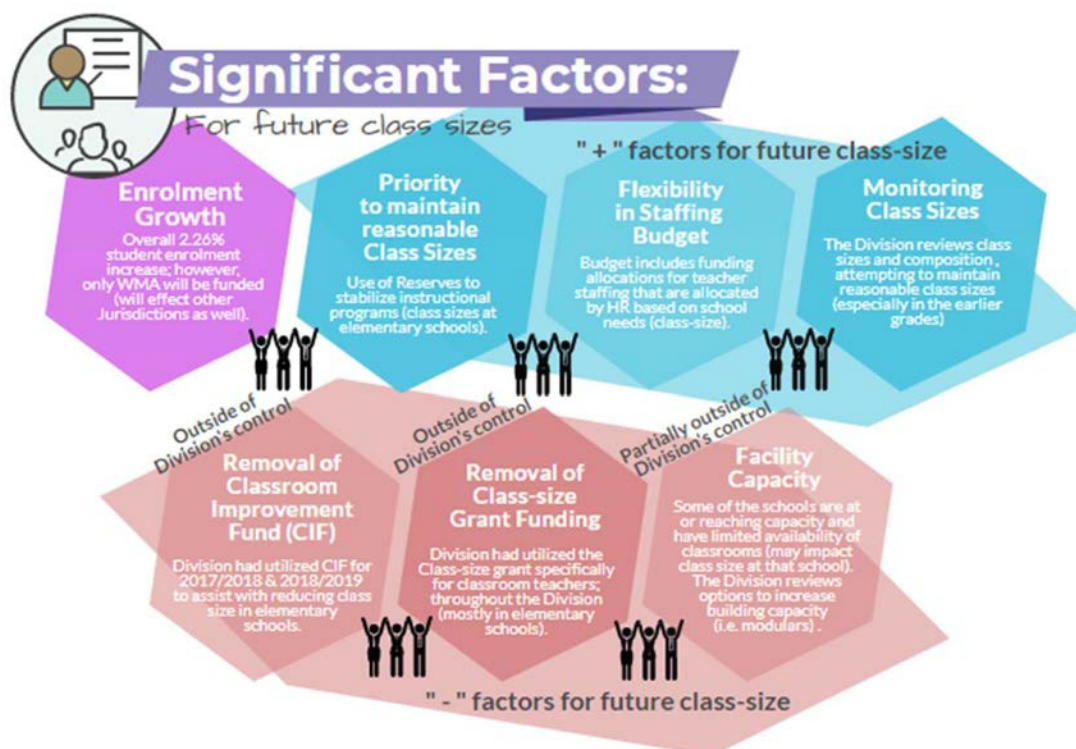 Significant Factors:
For future class sizes
" + " factors for future class-size
Enrolment
Growth
Overall 2.26%
student enrolment
increase; however,
only WMA will be funded
(will effect other
Jurisdictions as well).
Priority
to maintain
reasonable
Class Sizes
Use of Reserves to
stabilize instructional
programs (class sizes at
elementary schools).
Flexibility
in Staffing
Budget
Budget includes funding
allocations for teacher
staffing that are allocated
by HR based on school
needs (class-size).
Monitoring
Class Sizes
The Division reviews class
sizes and composition ,
attempting to maintain
reasonable class sizes
(especially in the earlier
grades)
Outside of
Division's control
Removal of
Classroom
Improvement
Fund (CIF)
Division had utilized CIF for
2017/2018 & 2018/2019
to assist with reducing class
size in elementary
schools.
Outside of
Division's control
Removal of
Class-size
Grant Funding
Division had utilized the
Class-size grant specifically
for classroom teachers;
throughout the Division
(mostly in elementary
schools).
Partially outside of
Division's control
Facility
Capacity
Some of the schools are at
or reaching capacity and
have limited availability of
classrooms (may impact
class size at that school).
The Division reviews
options to increase
building capacity
(i.e. modulars) .
" - " factors for future class-size